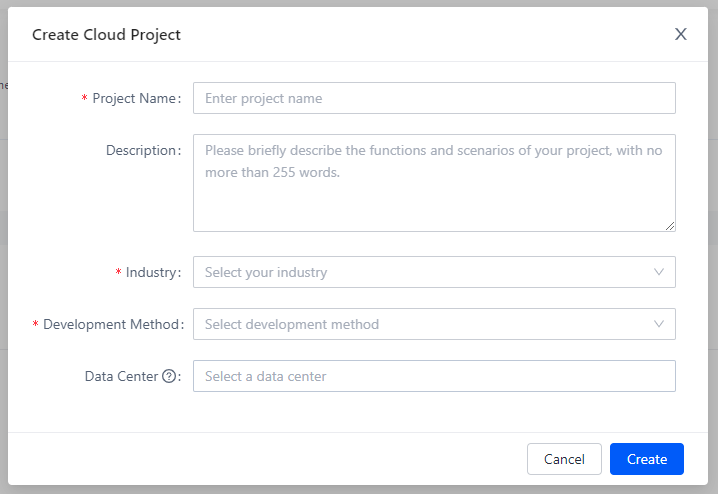 Create Cloud Project
X
* Project Name:
Enter project name
Description:
Please briefly describe the functions and scenarios of your project, with no
more than 255 words.
* Industry:
Select your industry
* Development Method:
Select development method
Data Center ?:
Select a data center
Cancel
Create